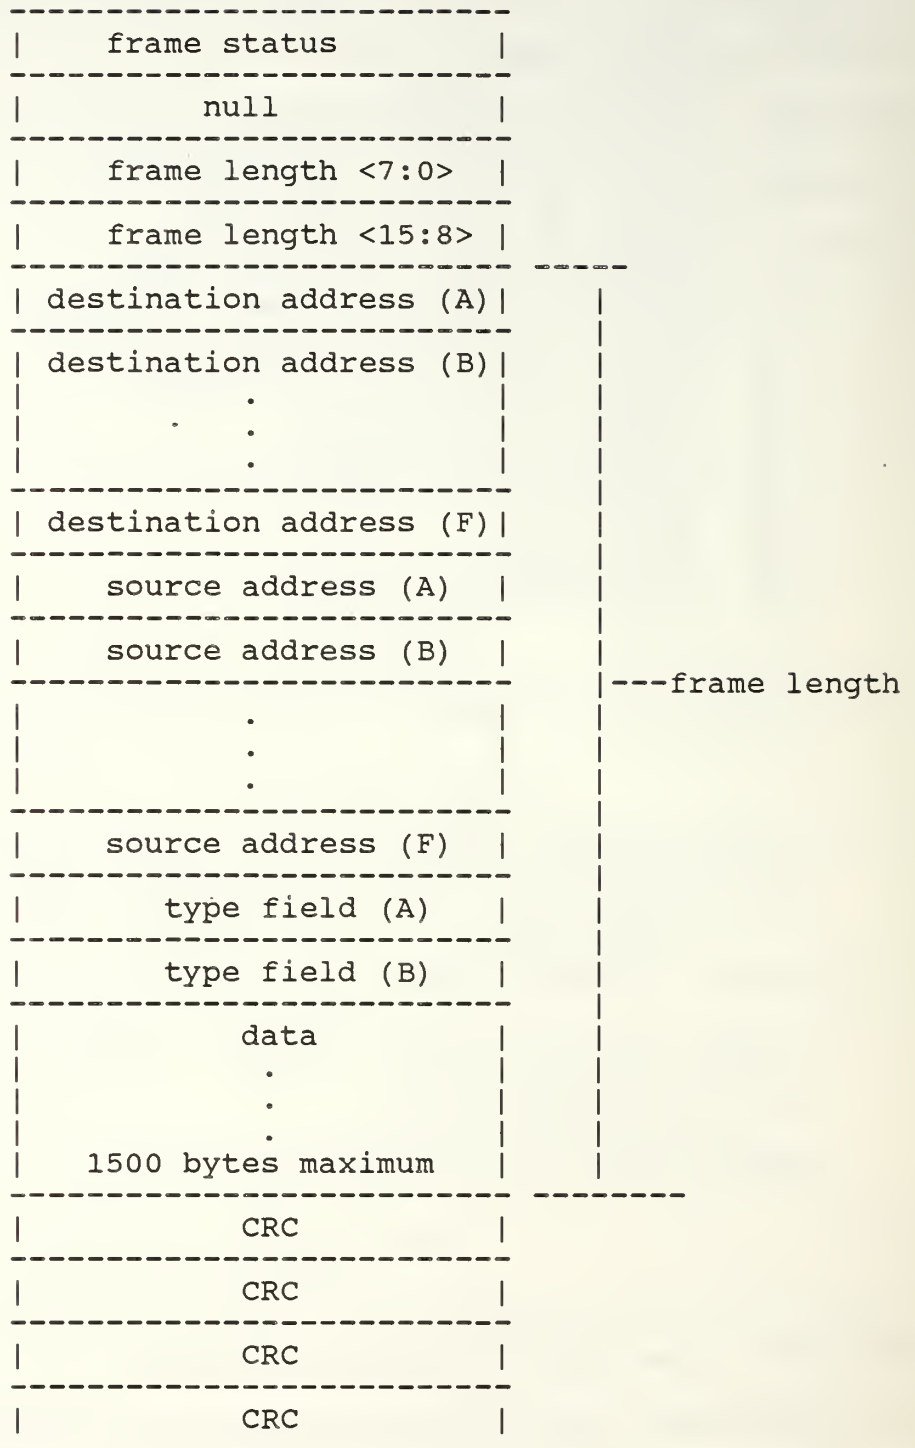 frame status
null
frame length <7:0>
frame length <15:8>
destination address (A)
destination address (B)
.
.
.
destination address (F)
source address (A)
source address (B)
---frame length
.
.
.
source address (F)
type field (A)
type field (B)
data
.
.
.
1500 bytes maximum
CRC
CRC
CRC
CRC